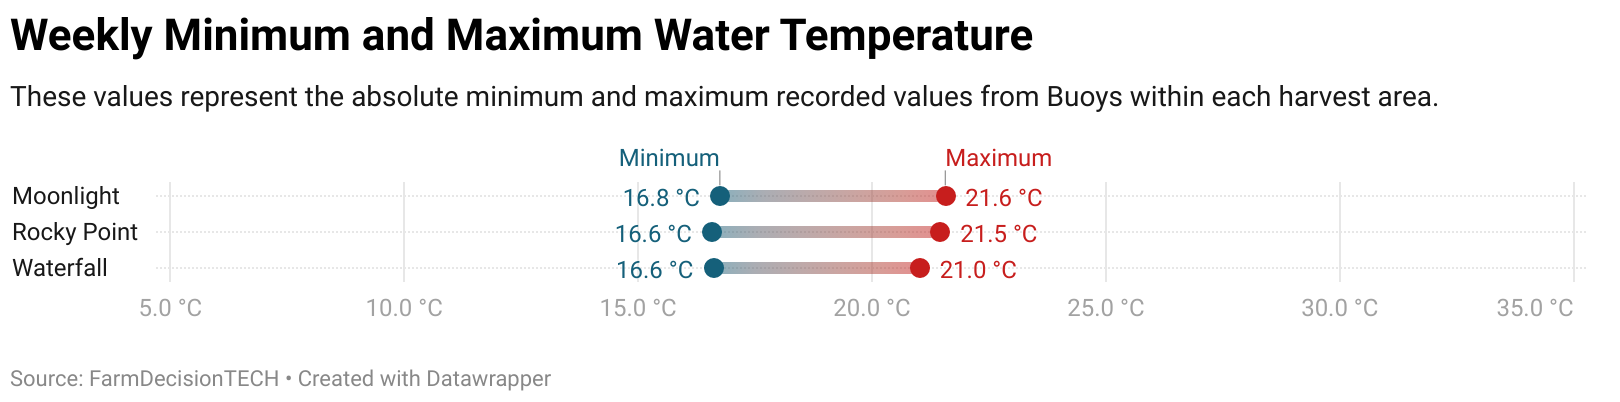 Weekly Minimum and Maximum Water Temperature
These values represent the absolute minimum and maximum recorded values from Buoys within each harvest area.
Minimum Maximum
Moonlight 16.8 °C 21.6 °C
Rocky Point 16.6 °C 21.5 °C
Waterfall 16.6 °C 21.0 °C
5.0 °C 10.0 °C 15.0 °C 20.0 °C 25.0 °C 30.0 °C 35.0 °C
Source: FarmDecisionTECH • Created with Datawrapper